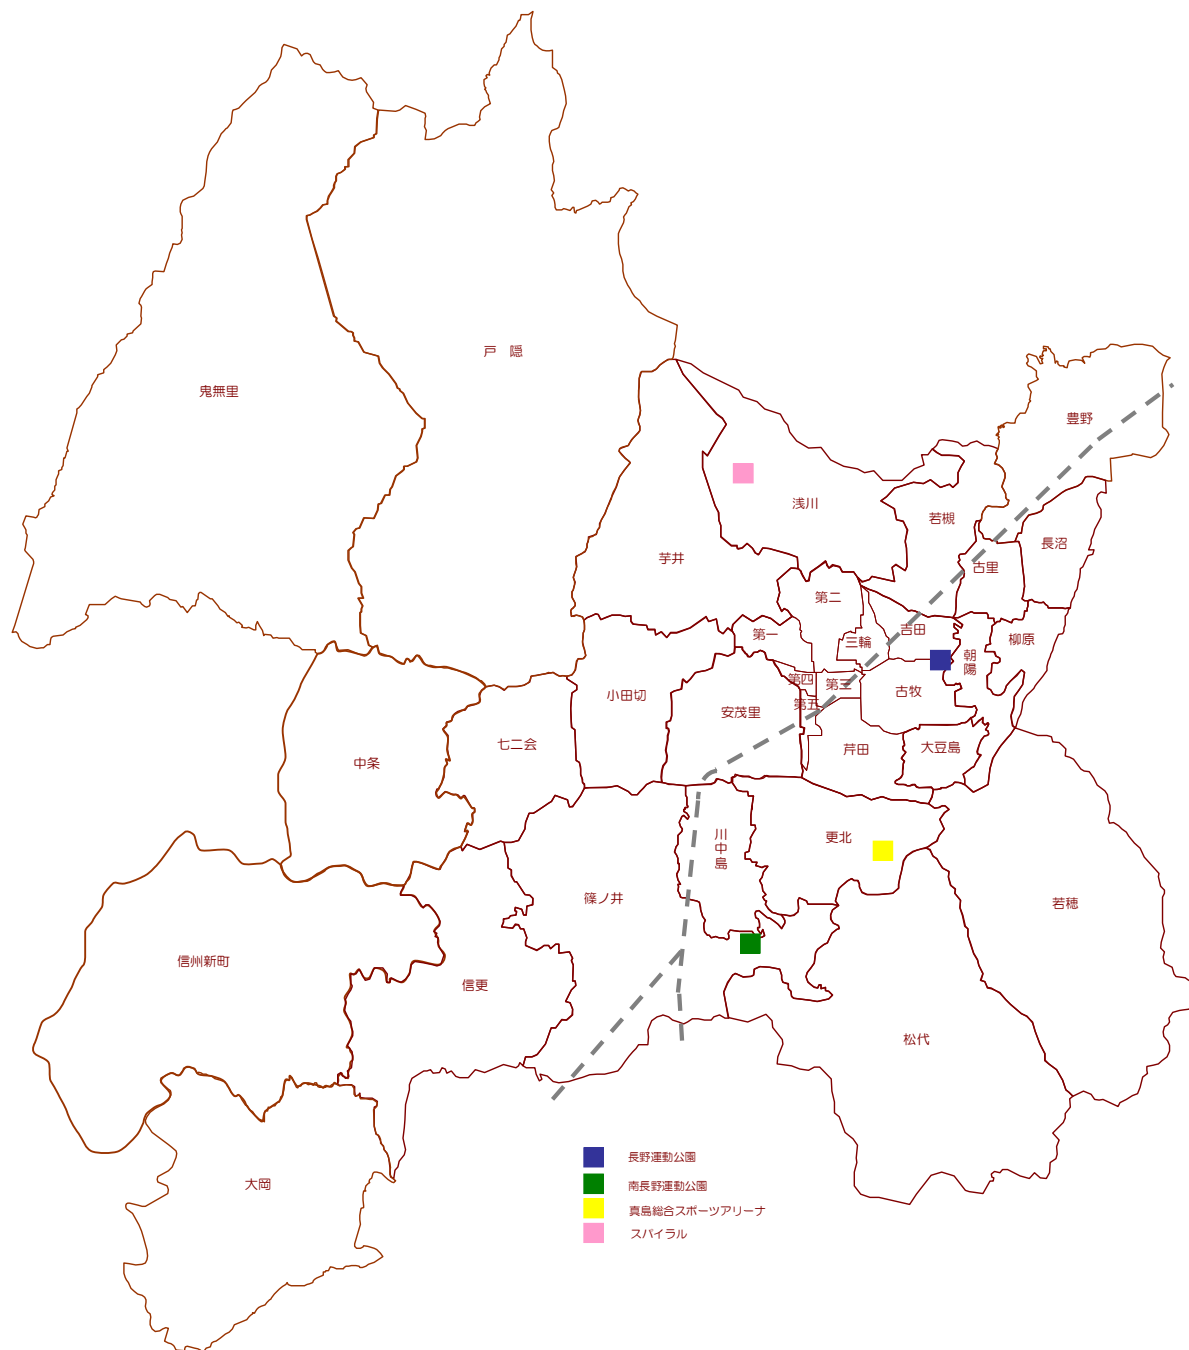 戸 隠
鬼無里
豊野
浅川
若槻
長沼
芋井
古里
第二
第一
三輪
吉田
柳原
朝陽
第四
第三
小田切
古牧
第五
安茂里
七二会
芹田
大豆島
中条
川中島
更北
篠ノ井
若穂
信州新町
信更
松代
大岡
長野運動公園
南長野運動公園
真島総合スポーツアリーナ
スパイラル